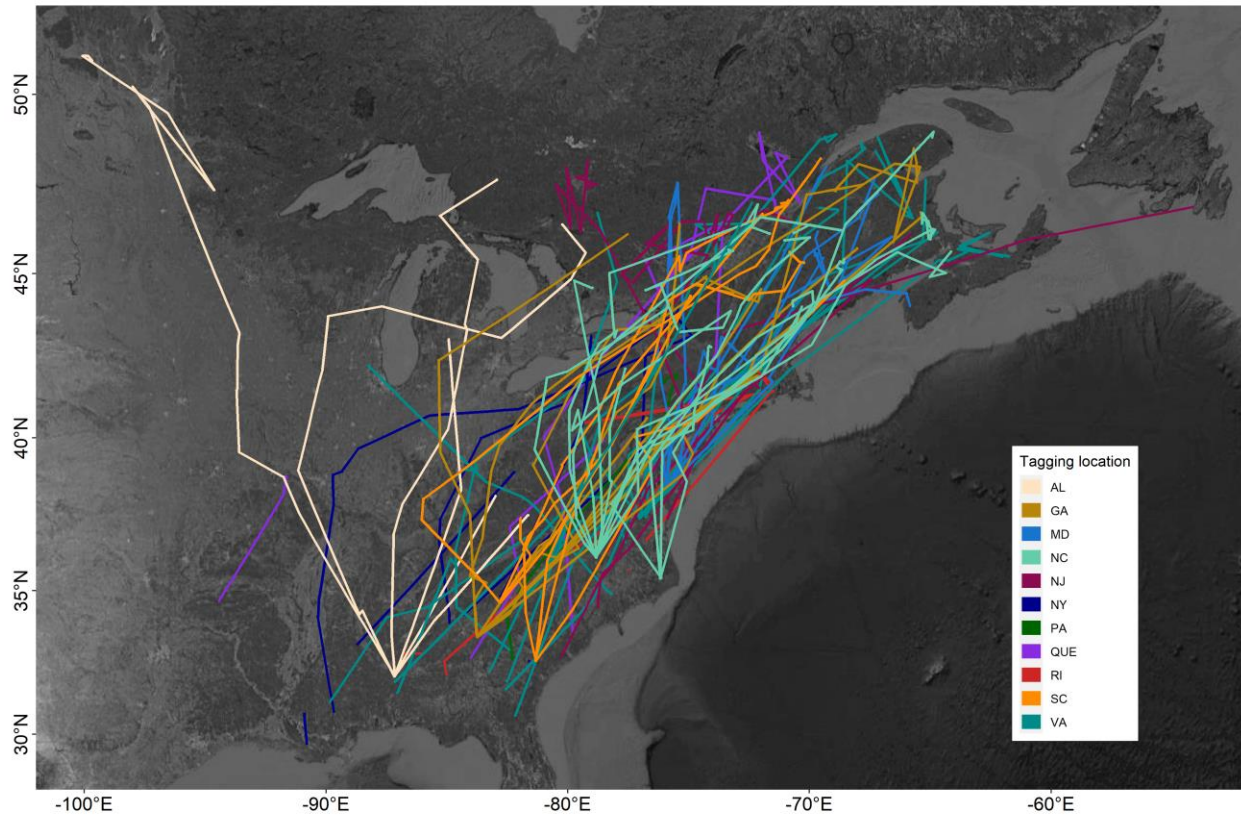 50°N
45°N
40°N
35°N
30°N
Tagging location
AL
GA
MD
NC
NJ
NY
PA
QUE
RI
SC
VA
-100°E
-90°E
-80°E
-70°E
-60°E